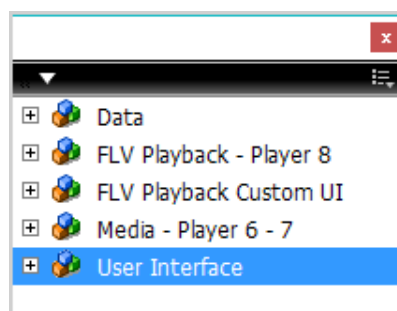 Data
FLV Playback - Player 8
FLV Playback Custom UI
Media - Player 6 - 7
User Interface